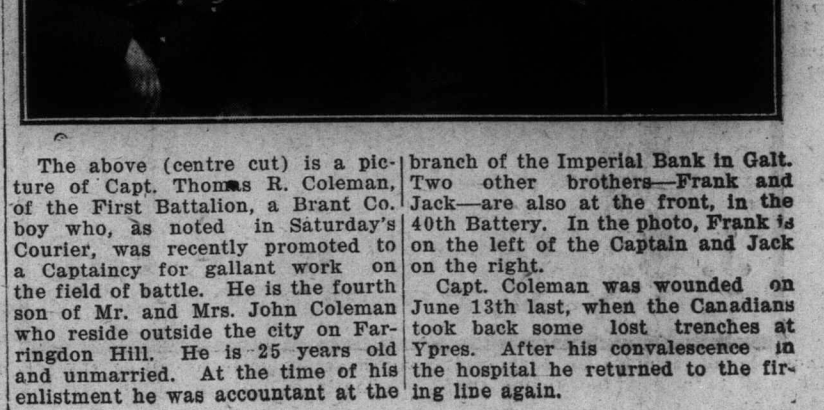 The above (centre cut) is a pic-
ture of Capt. Thomas R. Coleman,
of the First Battalion, a Brant Co.
boy who, as noted in Saturday's
Courier, was recently promoted to
a Captaincy for gallant work on
the field of battle. He is the fourth
son of Mr. and Mrs. John Coleman
who reside outside the city on Far-
ringdon Hill. He is 25 years old
and unmarried. At the time of his
enlistment he was accountant at the
branch of the Imperial Bank in Galt.
Two other brothers—Frank and
Jack—are also at the front, in the
40th Battery. In the photo, Frank is
on the left of the Captain and Jack
on the right.
Capt. Coleman was wounded on
June 13th last, when the Canadians
took back some lost trenches at
Ypres. After his convalescence in
the hospital he returned to the fir-
ing line again.